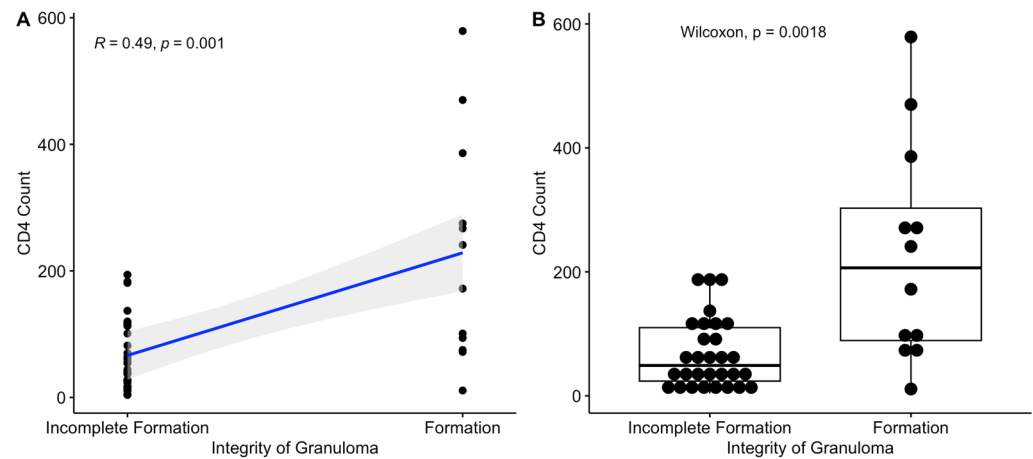 A
600
400
200
0
CD4 Count
R = 0.49, p = 0.001
Incomplete Formation
Formation
Integrity of Granuloma
B
600
400
200
0
CD4 Count
Wilcoxon, p = 0.0018
Incomplete Formation
Formation
Integrity of Granuloma